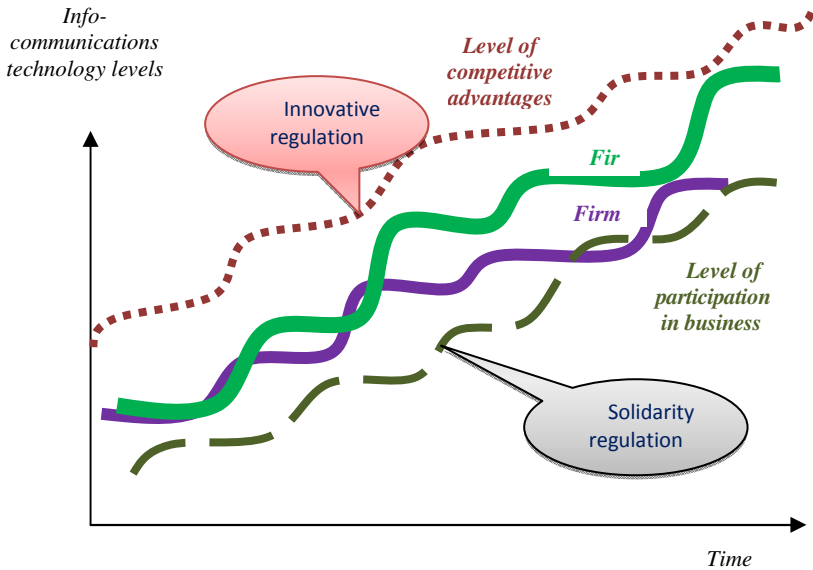 Info-
communications
technology levels
Level of
competitive
advantages
Innovative
regulation
Fir
Firm
Level of
participation
in business
Solidarity
regulation
Time